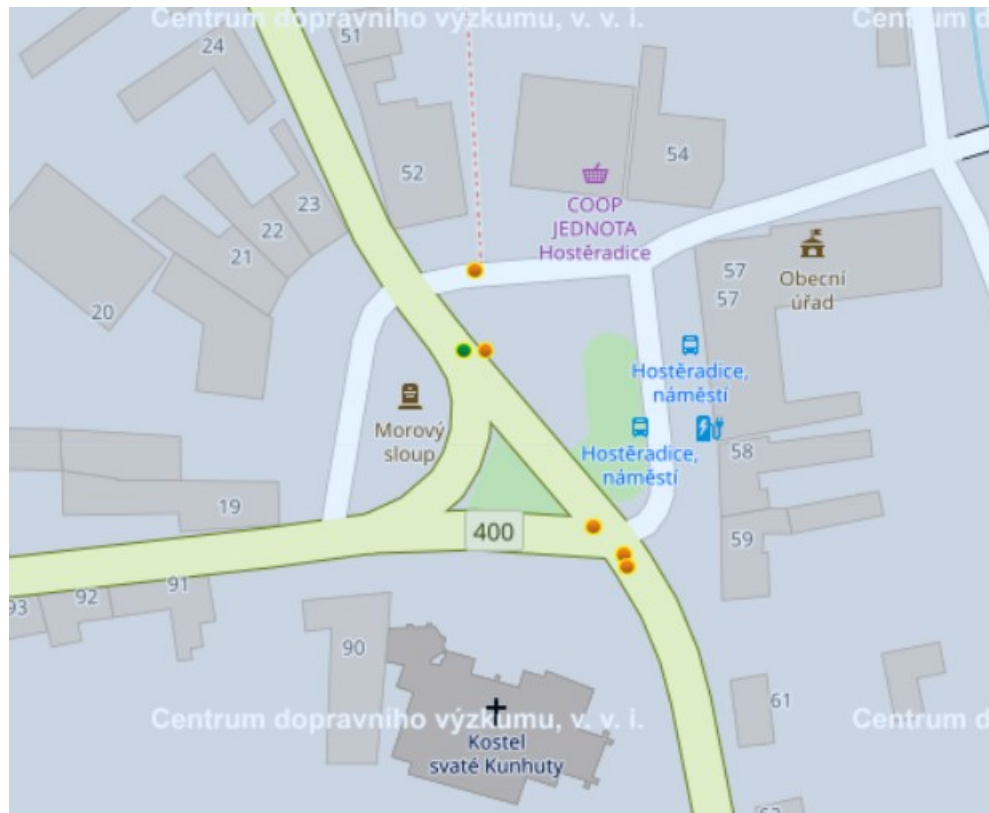 Centrum dopravního výzkumu, v. v. i.
Centrum d
51
24
52
54
COOP
JEDNOTA
Hostěradice
23
22
21
20
57
57
Obecní
úřad
Hostěradice,
náměstí
Morový
sloup
Hostěradice,
náměstí
58
19
400
59
91
92
93
90
61
Centrum dopravního výzkumu, v. v. i.
Centrum d
Kostel
svaté Kunhuty